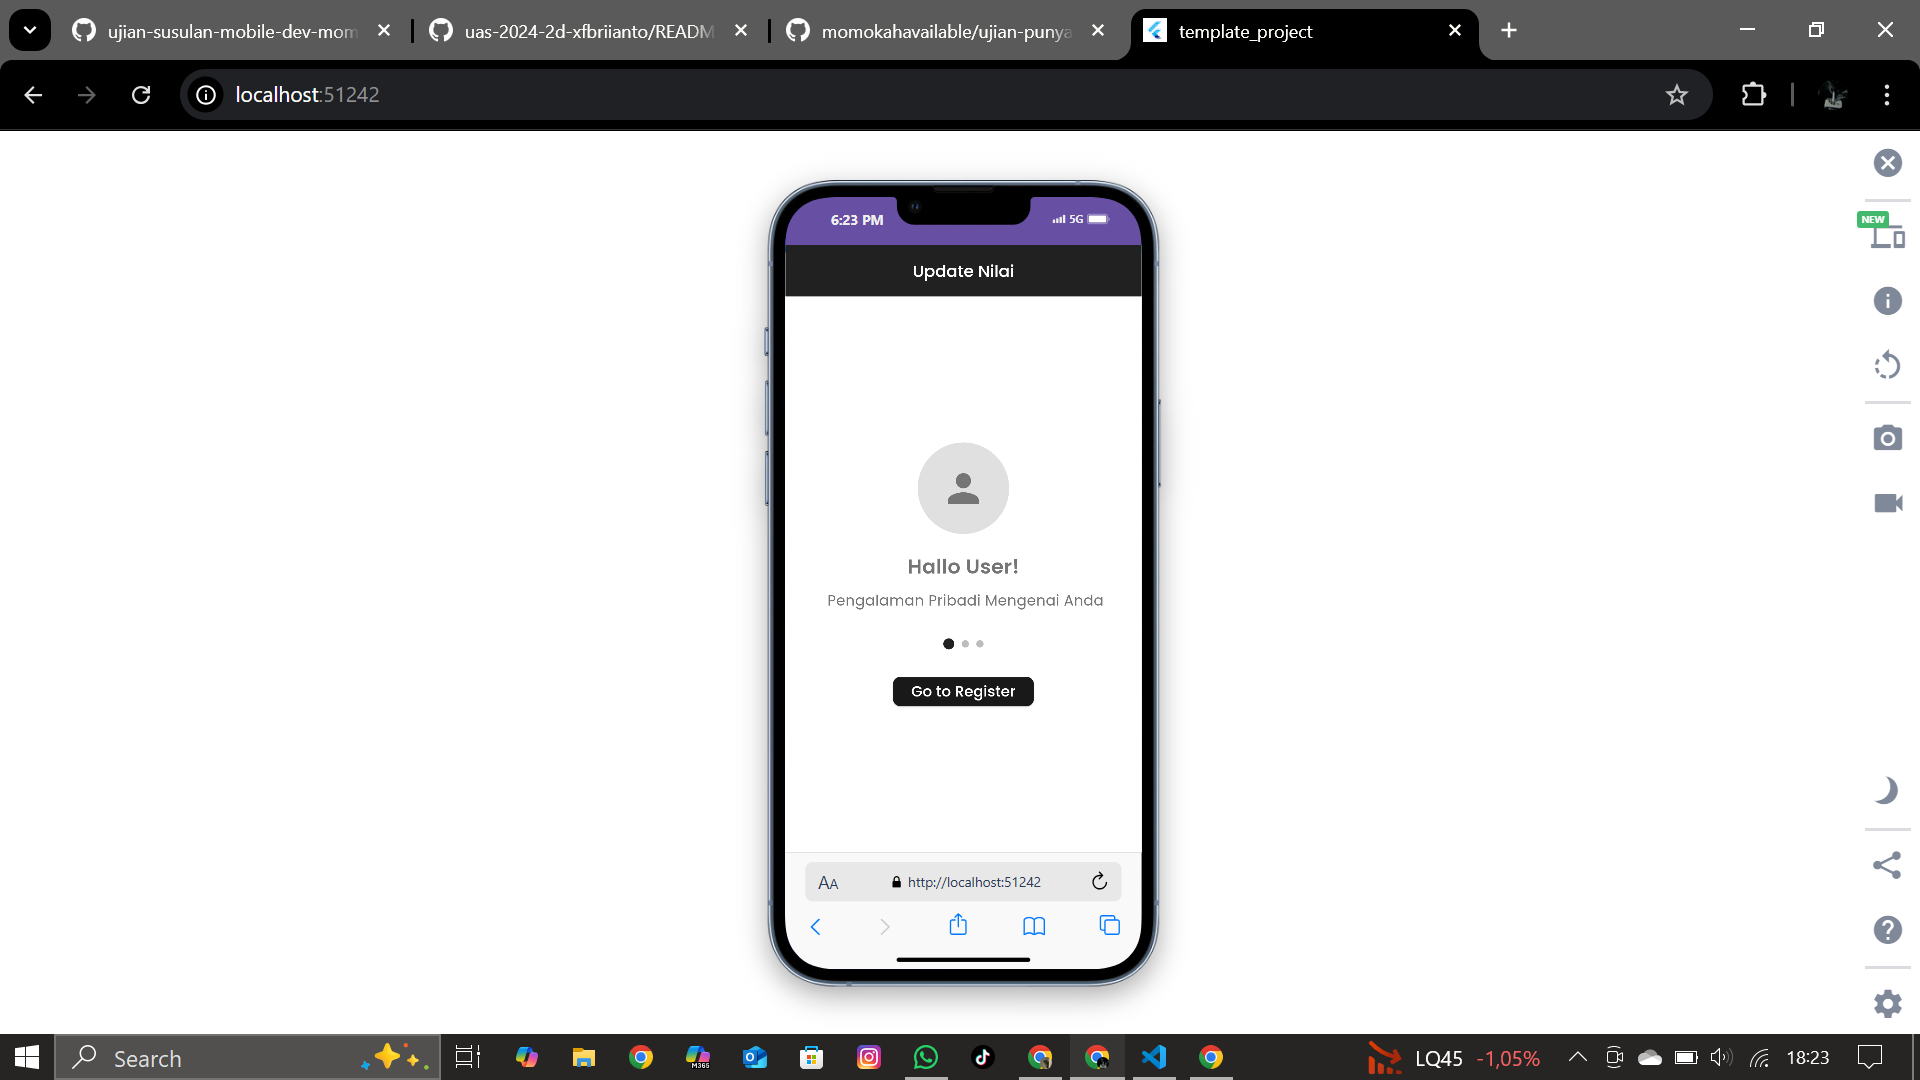 ujian-susulan-mobile-dev-mom
uas-2024-2d-xfbriianto/READM
momokahavailable/ujian-punya
template_project
localhost:51242
NEW
6:23 PM
5G
Update Nilai
Hallo User!
Pengalaman Pribadi Mengenai Anda
Go to Register
AA
http://localhost:51242
Search
M365
LQ45 -1,05%
18:23